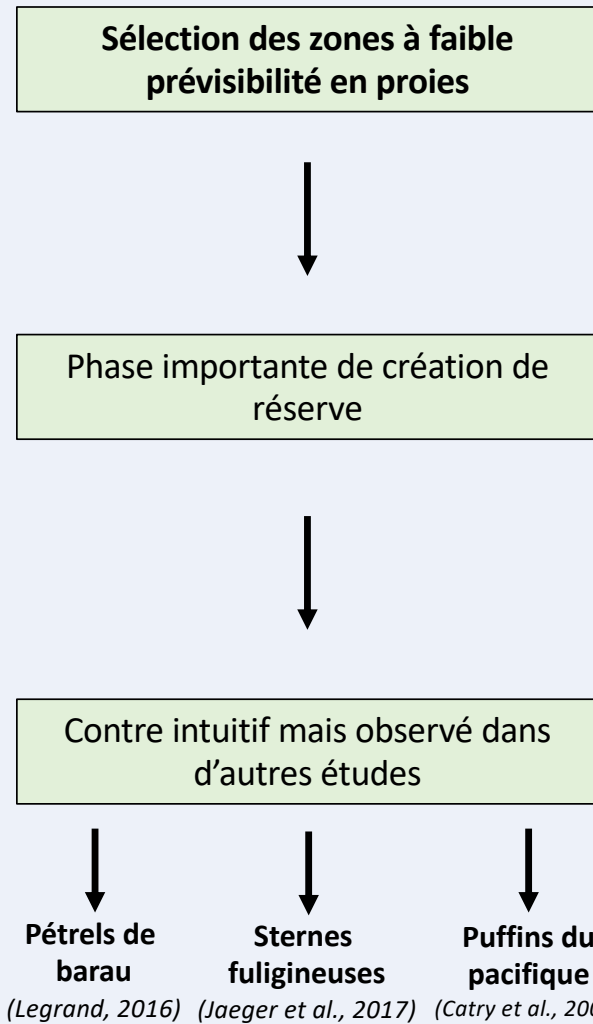 Sélection des zones à faible
prévisibilité en proies
Phase importante de création de
réserve
Contre intuitif mais observé dans
d'autres études
Pétrels de
barau
(Legrand, 2016)
Sternes
fuligineuses
(Jaeger et al., 2017)
Puffins du
pacifique
(Catry et al.,